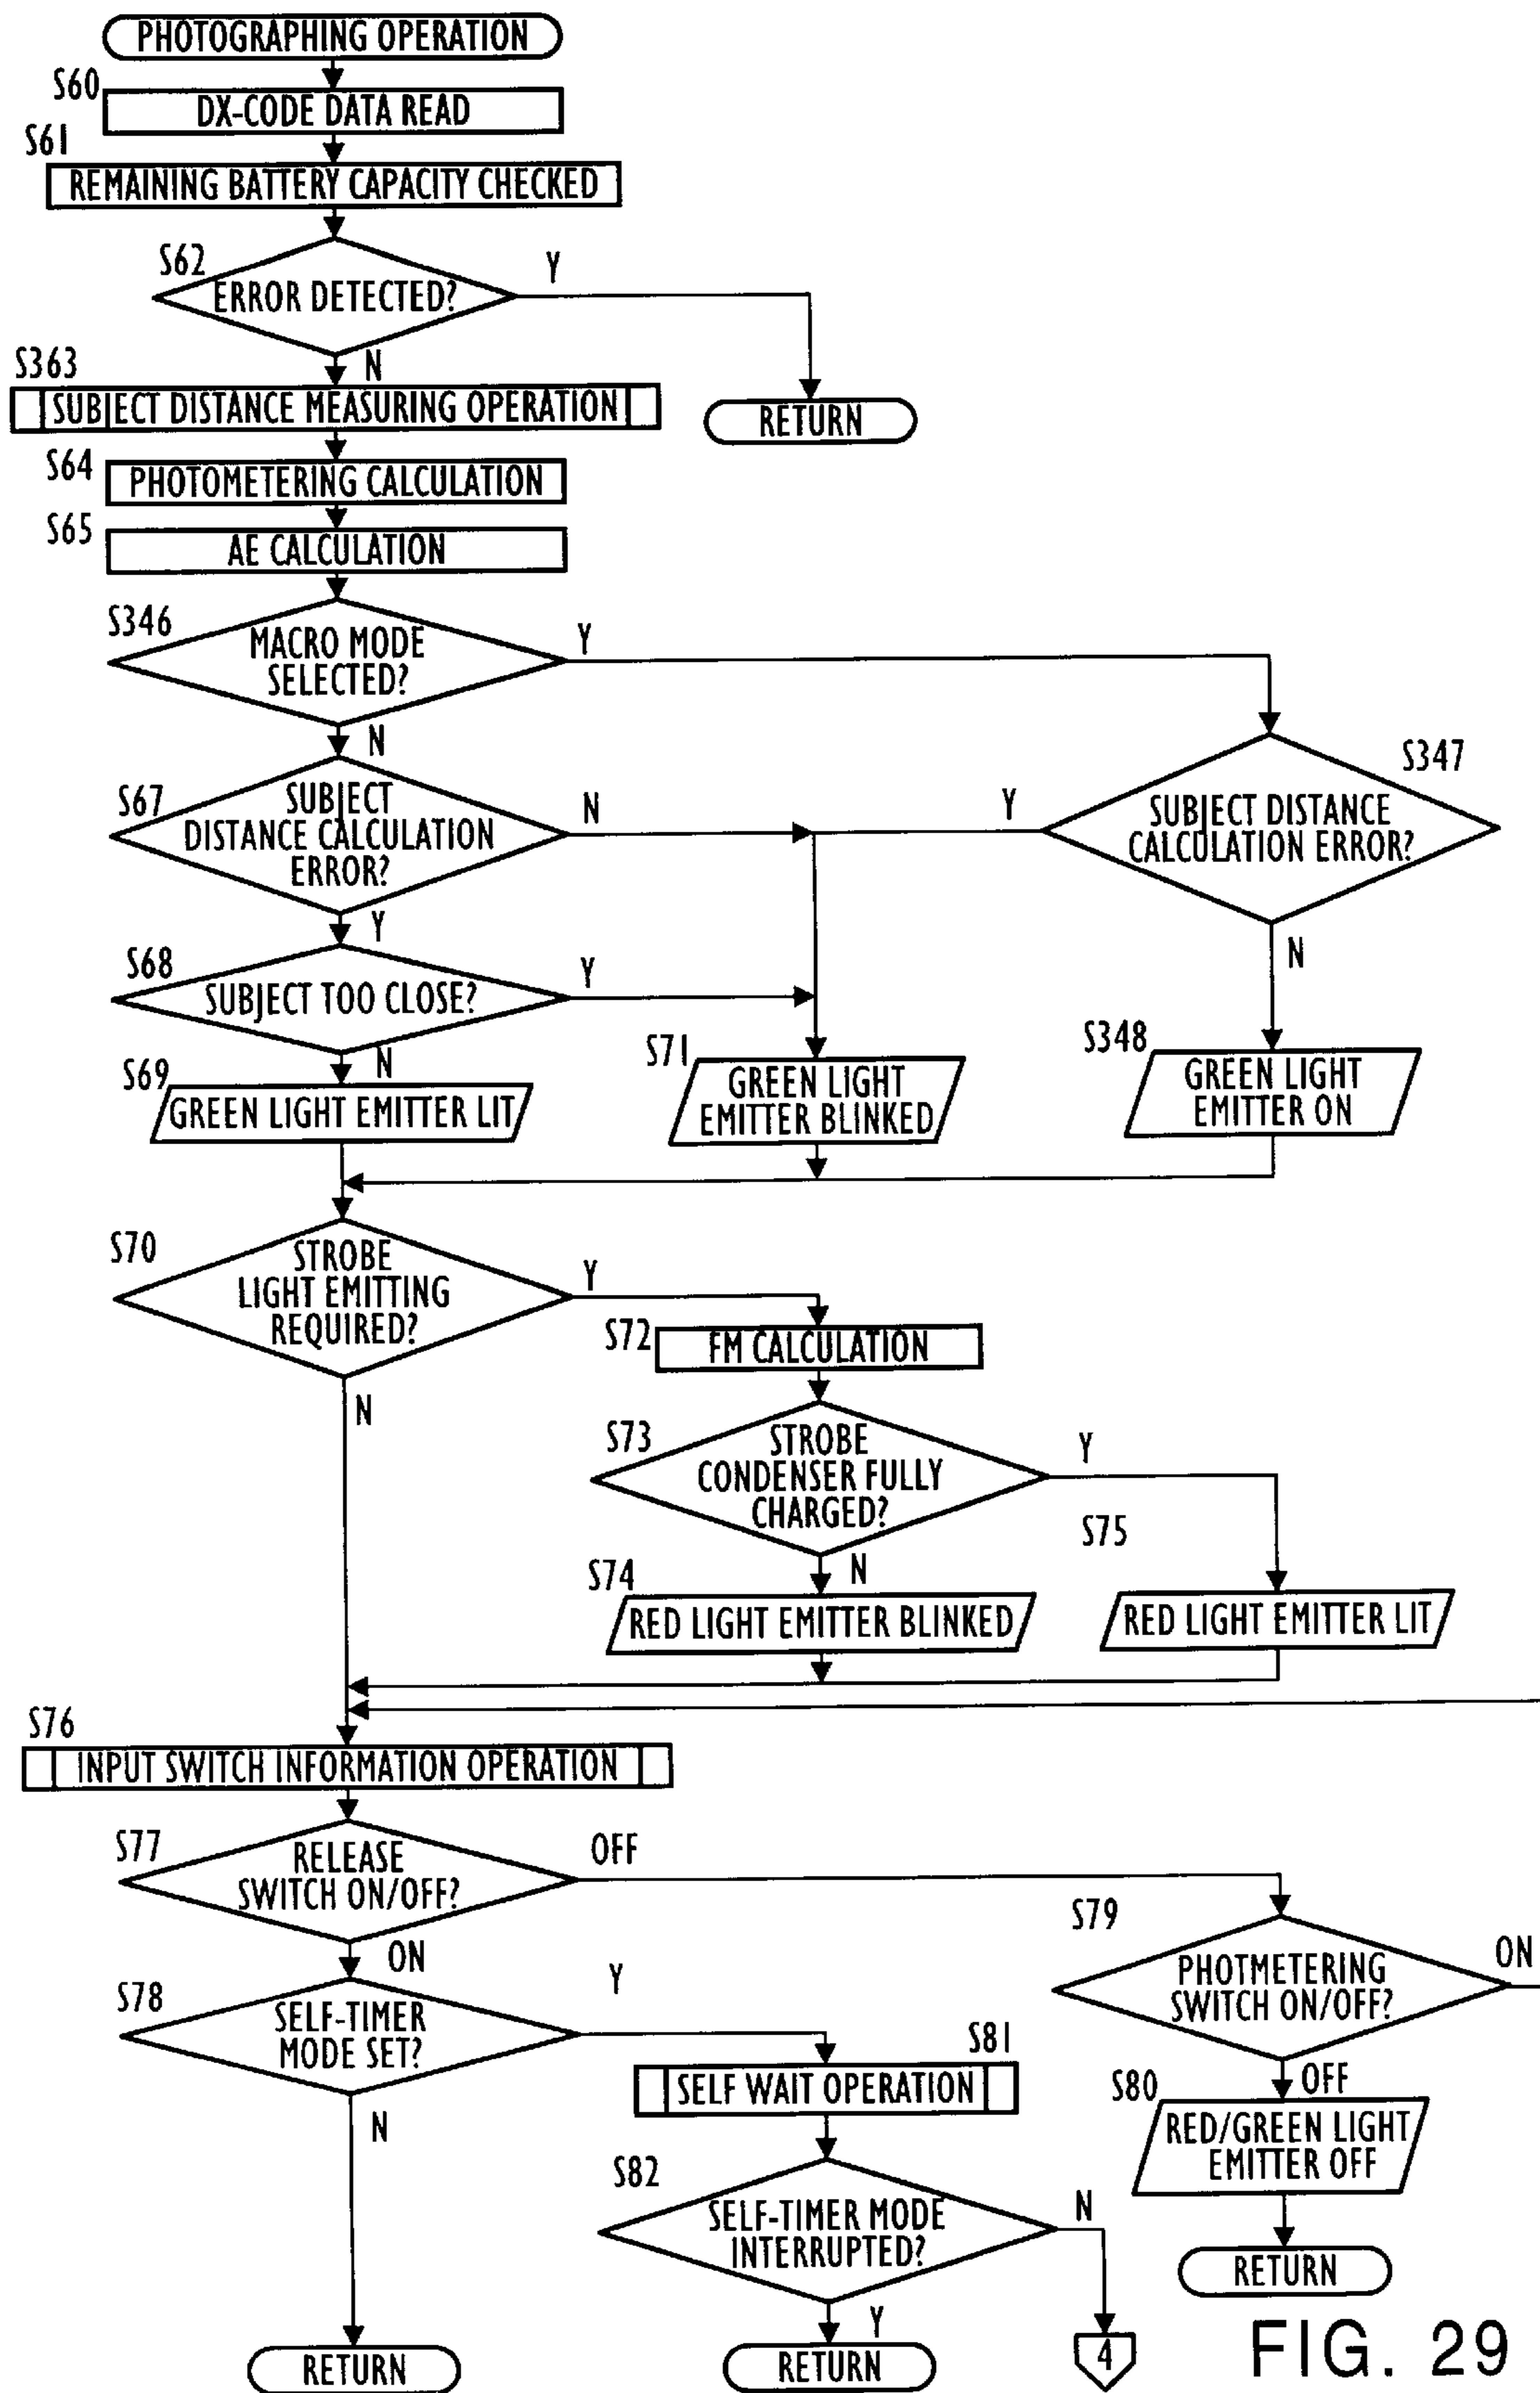 PHOTOGRAPHING OPERATION
S60
DX-CODE DATA READ
S61
REMAINING BATTERY CAPACITY CHECKED
S62
ERROR DETECTED?
Y
N
S363
SUBJECT DISTANCE MEASURING OPERATION
RETURN
S64
PHOTOMETERING CALCULATION
S65
AE CALCULATION
S346
MACRO MODE
SELECTED?
Y
N
S67
SUBJECT
DISTANCE CALCULATION
ERROR?
N
Y
S347
SUBJECT DISTANCE
CALCULATION ERROR?
Y
N
S68
SUBJECT TOO CLOSE?
Y
N
S69
GREEN LIGHT EMITTER LIT
S71
GREEN LIGHT
EMITTER BLINKED
S348
GREEN LIGHT
EMITTER ON
S70
STROBE
LIGHT EMITTING
REQUIRED?
Y
N
S72
FM CALCULATION
S73
STROBE
CONDENSER FULLY
CHARGED?
Y
N
S74
RED LIGHT EMITTER BLINKED
S75
RED LIGHT EMITTER LIT
S76
INPUT SWITCH INFORMATION OPERATION
S77
RELEASE
SWITCH ON/OFF?
OFF
ON
S78
SELF-TIMER
MODE SET?
Y
N
S79
PHOTMETERING
SWITCH ON/OFF?
ON
OFF
S80
RED/GREEN LIGHT
EMITTER OFF
RETURN
S81
SELF WAIT OPERATION
S82
SELF-TIMER MODE
INTERRUPTED?
N
Y
RETURN
RETURN
4
FIG. 29